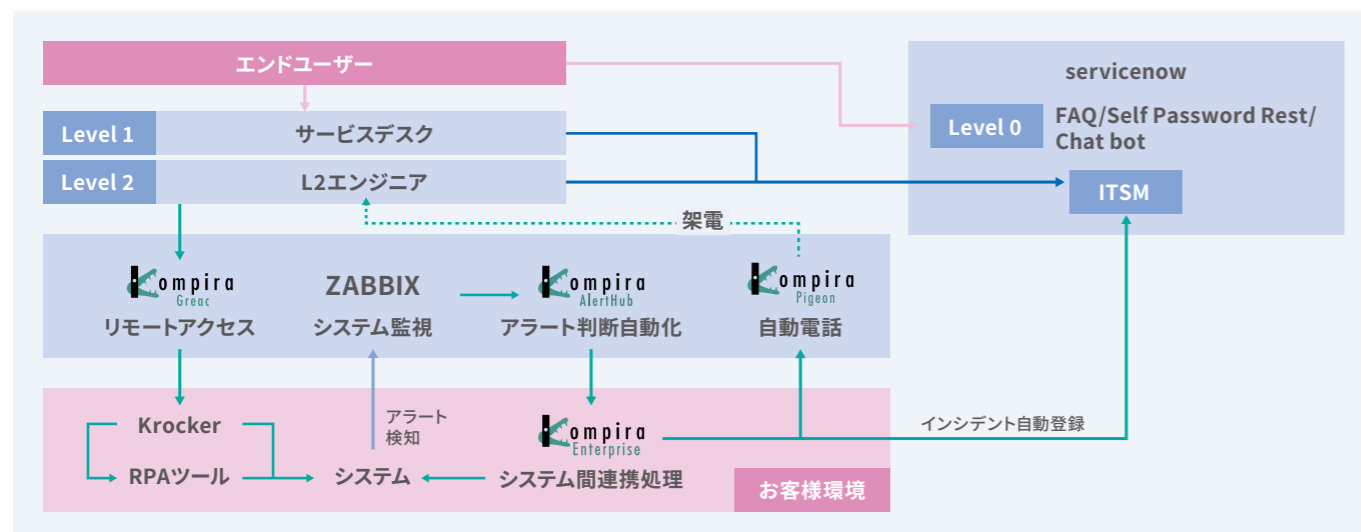 エンドユーザー
Level 1
サービスデスク
Level 2
L2エンジニア
servicenow
Level 0
FAQ/Self Password Rest/
Chat bot
ITSM
架電
Kompira
Greac
リモートアクセス
ZABBIX
システム監視
Kompira
AlertHub
アラート判断自動化
Kompira
Pigeon
自動電話
Krocker
RPAツール
アラート
検知
システム
Kompira
Enterprise
システム間連携処理
インシデント自動登録
お客様環境